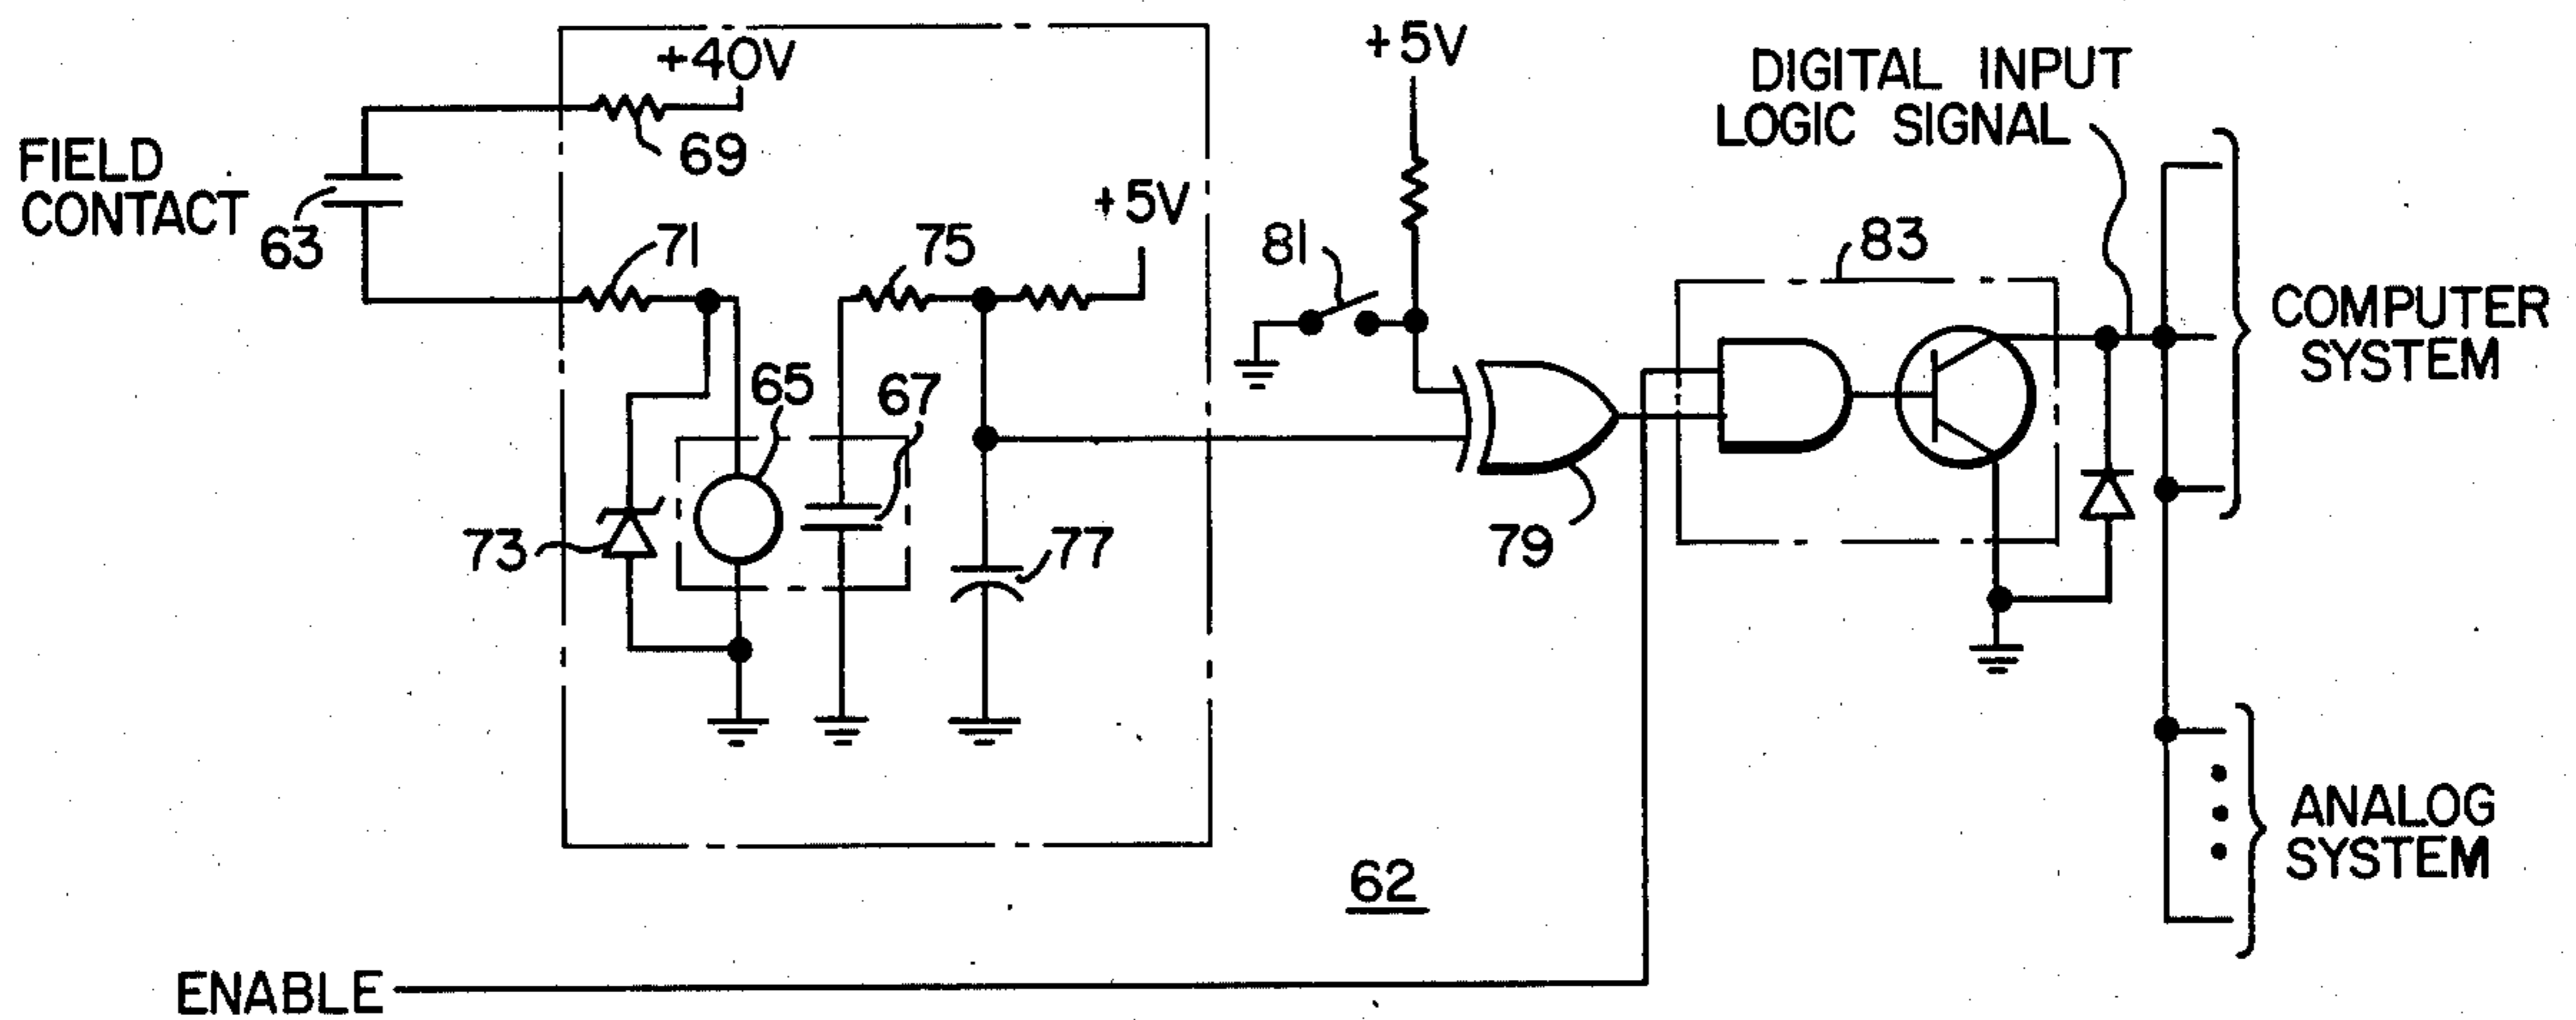 +40V
69
FIELD
CONTACT
63
71
75
+5V
+5V
81
DIGITAL INPUT
LOGIC SIGNAL
83
COMPUTER
SYSTEM
65
67
73
77
79
62
ANALOG
SYSTEM
ENABLE